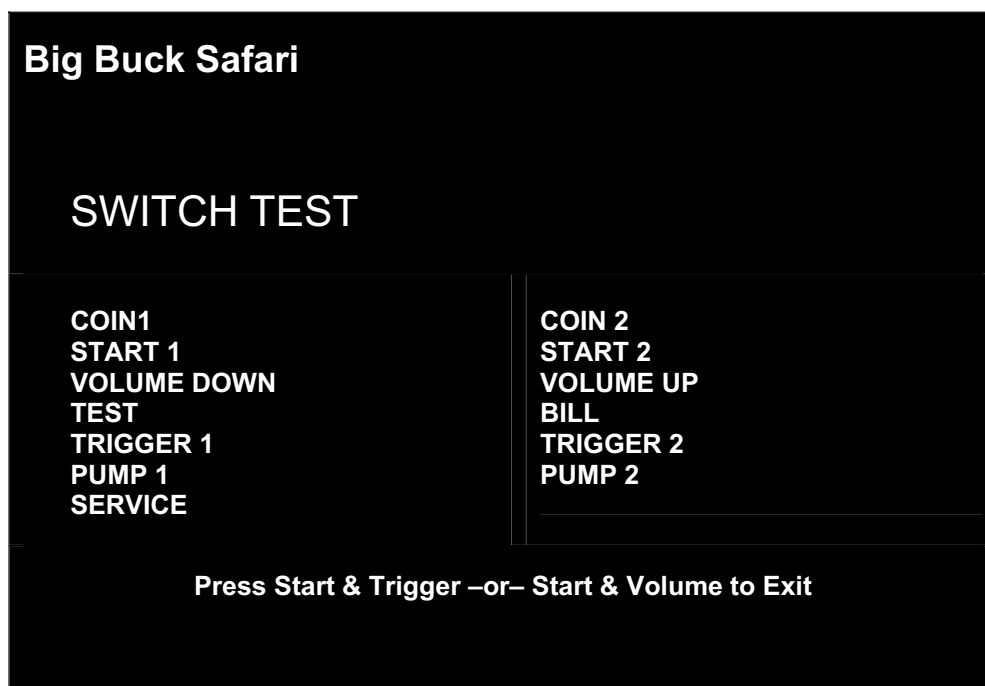 Big Buck Safari
SWITCH TEST
COIN1
START 1
VOLUME DOWN
TEST
TRIGGER 1
PUMP 1
SERVICE
COIN 2
START 2
VOLUME UP
BILL
TRIGGER 2
PUMP 2
Press Start & Trigger –or– Start & Volume to Exit